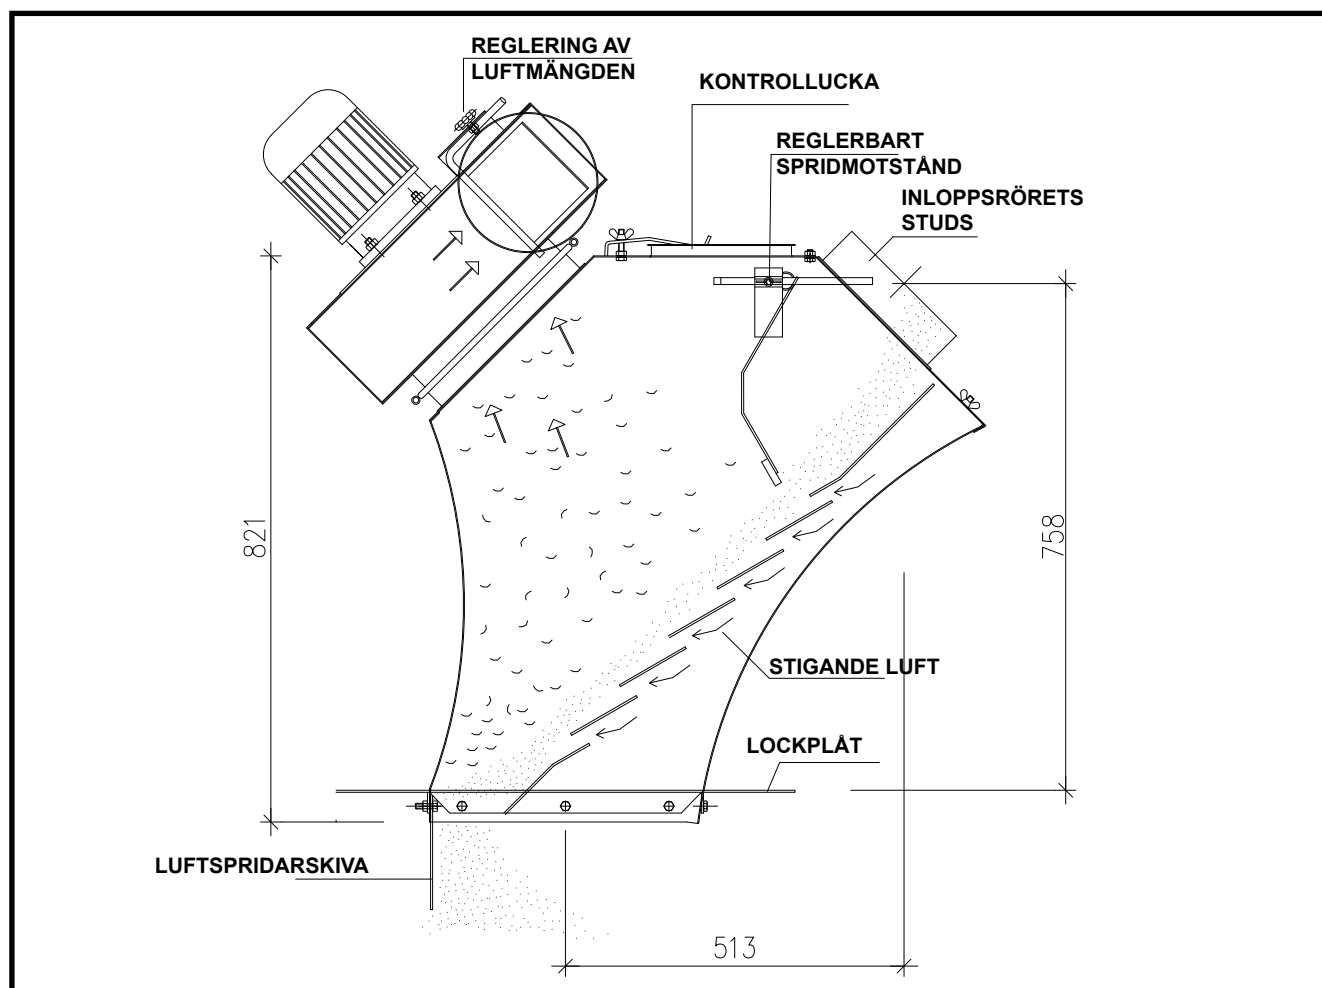 REGLERING AV
LUFTMÄNGDEN
KONTROLLUCKA
REGLERBART
SPRIDMOTSTÅND
INLOPPSRÖRETS
STUDS
821
758
STIGANDE LUFT
LOCKPLÅT
LUFTSPRIDARSKIVA
513